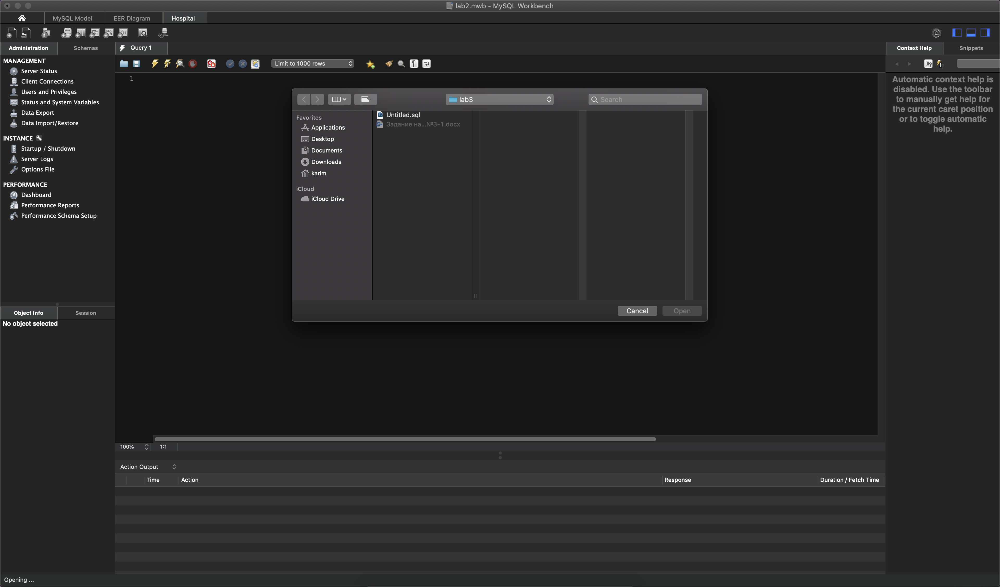 lab2.mwb - MySQL Workbench
MySQL Model
EER Diagram
Hospital
Administration
Schemas
Query 1
Context Help
Snippets
MANAGEMENT
Server Status
Client Connections
Users and Privileges
Status and System Variables
Data Export
Data Import/Restore
INSTANCE
Startup / Shutdown
Server Logs
Options File
PERFORMANCE
Dashboard
Performance Reports
Performance Schema Setup
Object Info
Session
No object selected
Limit to 1000 rows
1
lab3
Search
Favorites
Applications
Desktop
Documents
Downloads
karim
iCloud
iCloud Drive
Untitled.sql
Задание на...№3-1.docx
Cancel
Open
Automatic context help is
disabled. Use the toolbar
to manually get help for
the current caret position
or to toggle automatic
help.
100%
1:1
Action Output
Time
Action
Response
Duration / Fetch Time
Opening ...